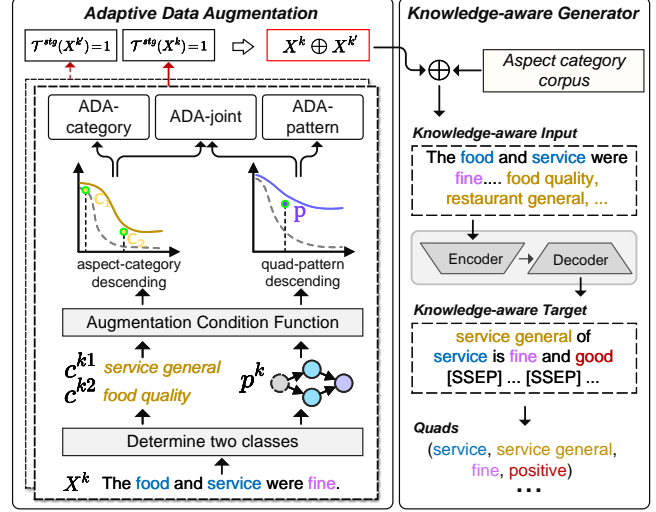 Adaptive Data Augmentation
𝒯^stg(X^k')=1
𝒯^stg(X^k)=1
X^k ⊕ X^k'
ADA-
category
ADA-joint
ADA-
pattern
c₁
c₂
p
aspect-category
descending
quad-pattern
descending
Augmentation Condition Function
c^k1 service general
c^k2 food quality
p^k
Determine two classes
X^k The food and service were fine.
Knowledge-aware Generator
Aspect category
corpus
Knowledge-aware Input
The food and service were
fine.... food quality,
restaurant general, ...
Encoder
Decoder
Knowledge-aware Target
service general of
service is fine and good
[SSEP] ... [SSEP] ...
Quads
(service, service general,
fine, positive)
...